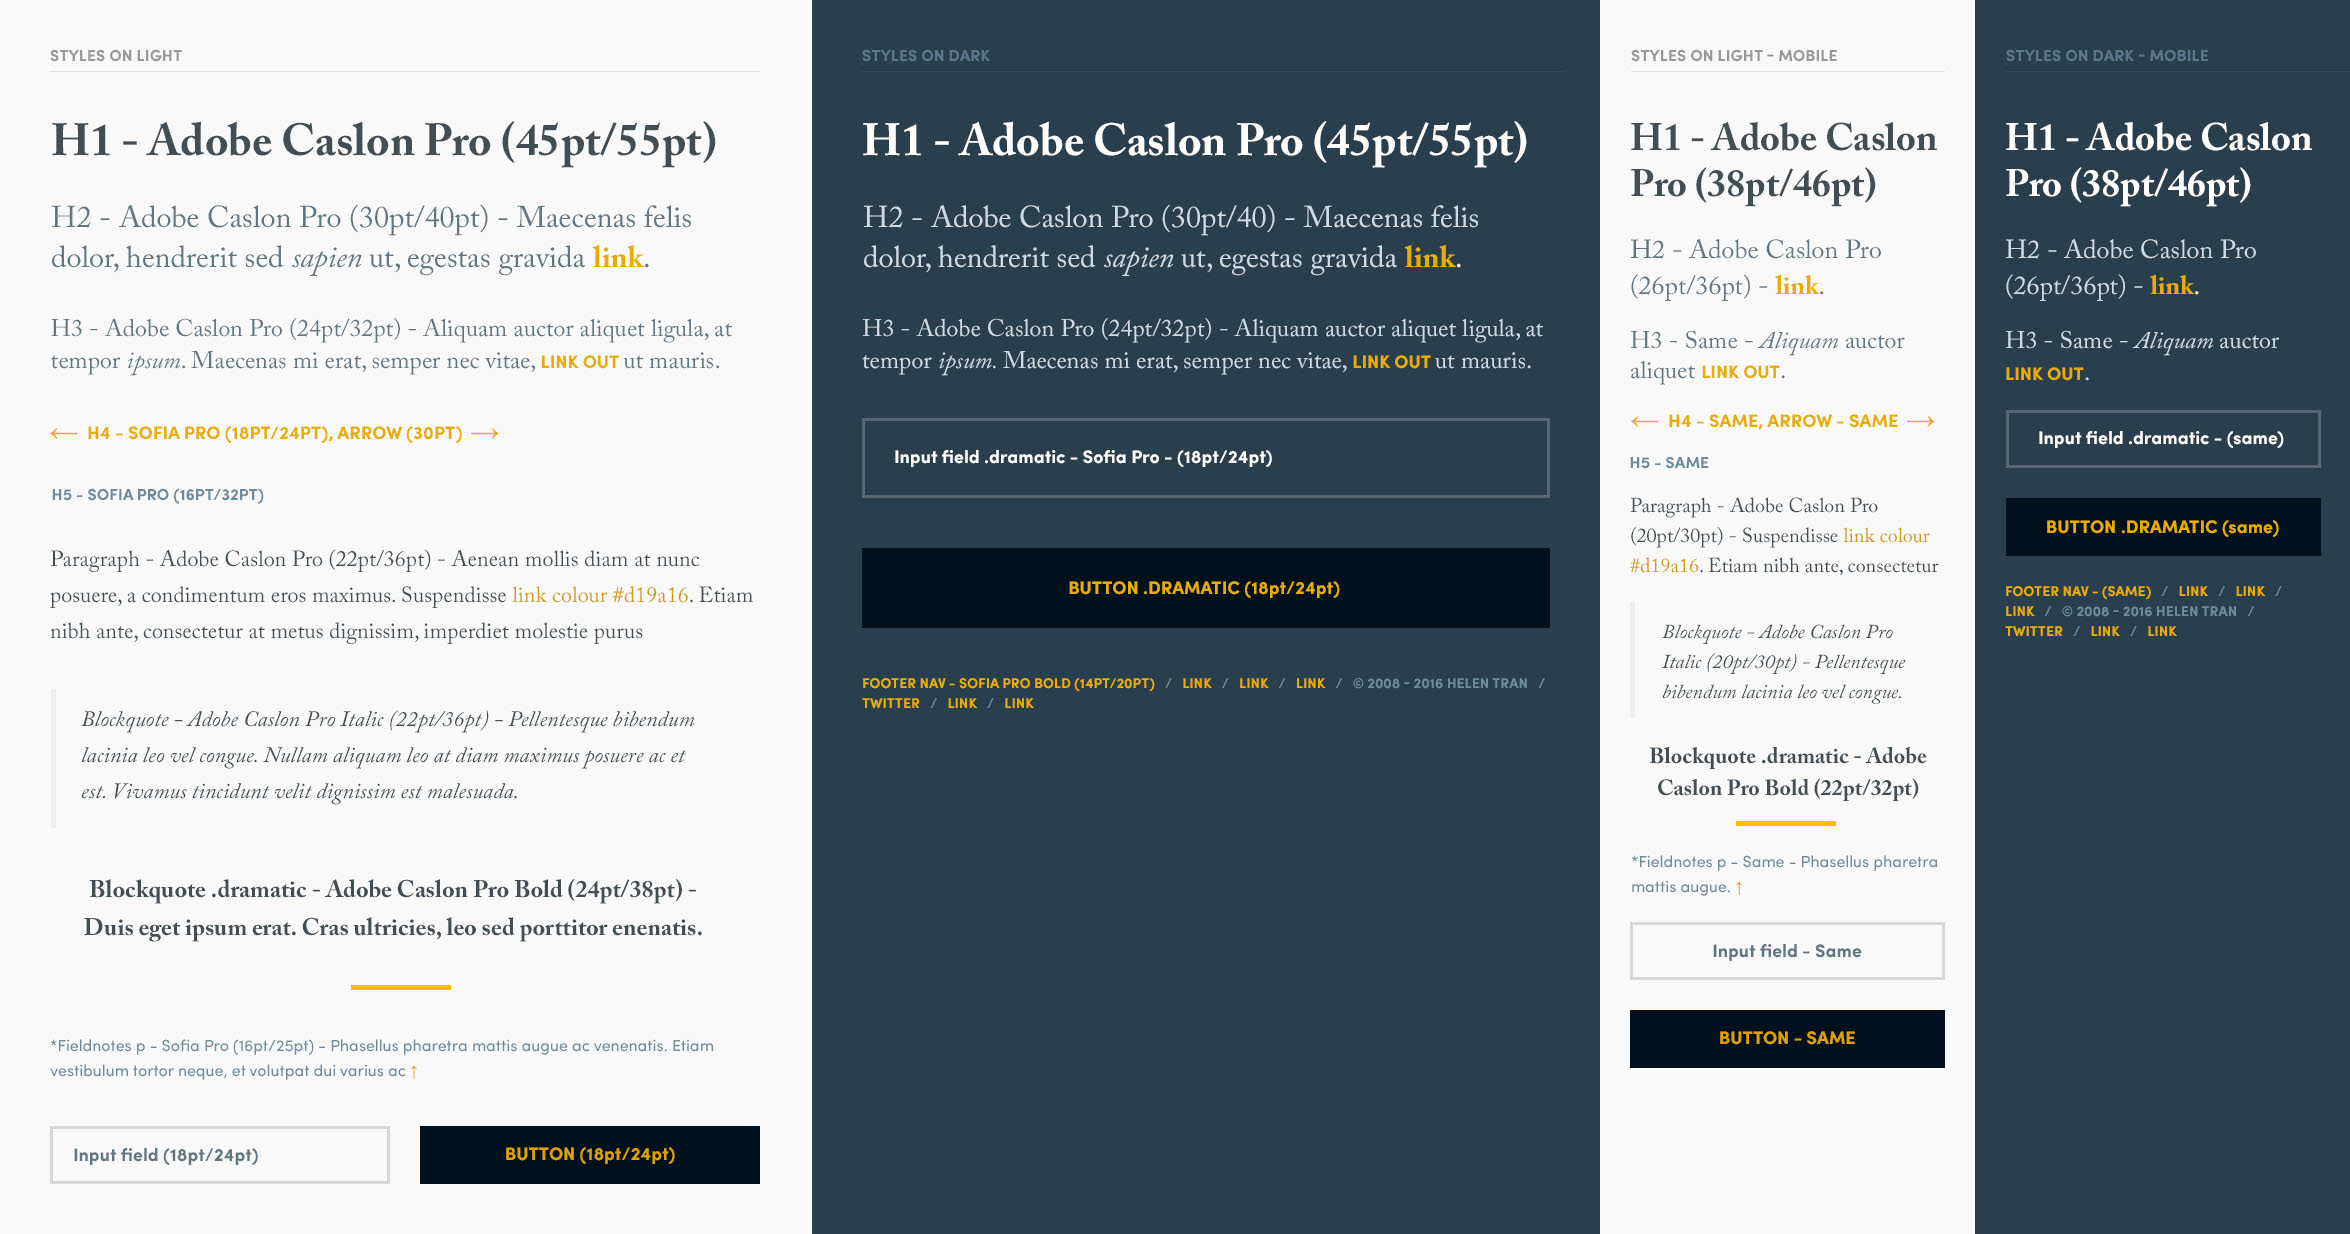 STYLES ON LIGHT
H1 - Adobe Caslon Pro (45pt/55pt)
H2 - Adobe Caslon Pro (30pt/40pt) - Maecenas felis
dolor, hendrerit sed sapien ut, egestas gravida link.
H3 - Adobe Caslon Pro (24pt/32pt) - Aliquam auctor aliquet ligula, at
tempor ipsum. Maecenas mi erat, semper nec vitae, LINK OUT ut mauris.
← H4 - SOFIA PRO (18PT/24PT), ARROW (30PT) →
H5 - SOFIA PRO (16PT/32PT)
Paragraph - Adobe Caslon Pro (22pt/36pt) - Aenean mollis diam at nunc
posuere, a condimentum eros maximus. Suspendisse link colour #d19a16. Etiam
nibh ante, consectetur at metus dignissim, imperdiet molestie purus
Blockquote - Adobe Caslon Pro Italic (22pt/36pt) - Pellentesque bibendum
lacinia leo vel congue. Nullam aliquam leo at diam maximus posuere ac et
est. Vivamus tincidunt velit dignissim est malesuada.
Blockquote .dramatic - Adobe Caslon Pro Bold (24pt/38pt) -
Duis eget ipsum erat. Cras ultricies, leo sed porttitor enenatis.
*Fieldnotes p - Sofia Pro (16pt/25pt) - Phasellus pharetra mattis augue ac venenatis. Etiam
vestibulum tortor neque, et volutpat dui varius ac ↑
Input field (18pt/24pt)
BUTTON (18pt/24pt)
STYLES ON DARK
H1 - Adobe Caslon Pro (45pt/55pt)
H2 - Adobe Caslon Pro (30pt/40) - Maecenas felis
dolor, hendrerit sed sapien ut, egestas gravida link.
H3 - Adobe Caslon Pro (24pt/32pt) - Aliquam auctor aliquet ligula, at
tempor ipsum. Maecenas mi erat, semper nec vitae, LINK OUT ut mauris.
Input field .dramatic - Sofia Pro - (18pt/24pt)
BUTTON .DRAMATIC (18pt/24pt)
FOOTER NAV - SOFIA PRO BOLD (14PT/20PT) / LINK / LINK / LINK / © 2008 - 2016 HELEN TRAN /
TWITTER / LINK / LINK
STYLES ON LIGHT - MOBILE
H1 - Adobe Caslon
Pro (38pt/46pt)
H2 - Adobe Caslon Pro
(26pt/36pt) - link.
H3 - Same - Aliquam auctor
aliquet LINK OUT.
← H4 - SAME, ARROW - SAME →
H5 - SAME
Paragraph - Adobe Caslon Pro
(20pt/30pt) - Suspendisse link colour
#d19a16. Etiam nibh ante, consectetur
Blockquote - Adobe Caslon Pro
Italic (20pt/30pt) - Pellentesque
bibendum lacinia leo vel congue.
Blockquote .dramatic - Adobe
Caslon Pro Bold (22pt/32pt)
*Fieldnotes p - Same - Phasellus pharetra
mattis augue. ↑
Input field - Same
BUTTON - SAME
STYLES ON DARK - MOBILE
H1 - Adobe Caslon
Pro (38pt/46pt)
H2 - Adobe Caslon Pro
(26pt/36pt) - link.
H3 - Same - Aliquam auctor
LINK OUT.
Input field .dramatic - (same)
BUTTON .DRAMATIC (same)
FOOTER NAV - (SAME) / LINK / LINK /
LINK / © 2008 - 2016 HELEN TRAN /
TWITTER / LINK / LINK